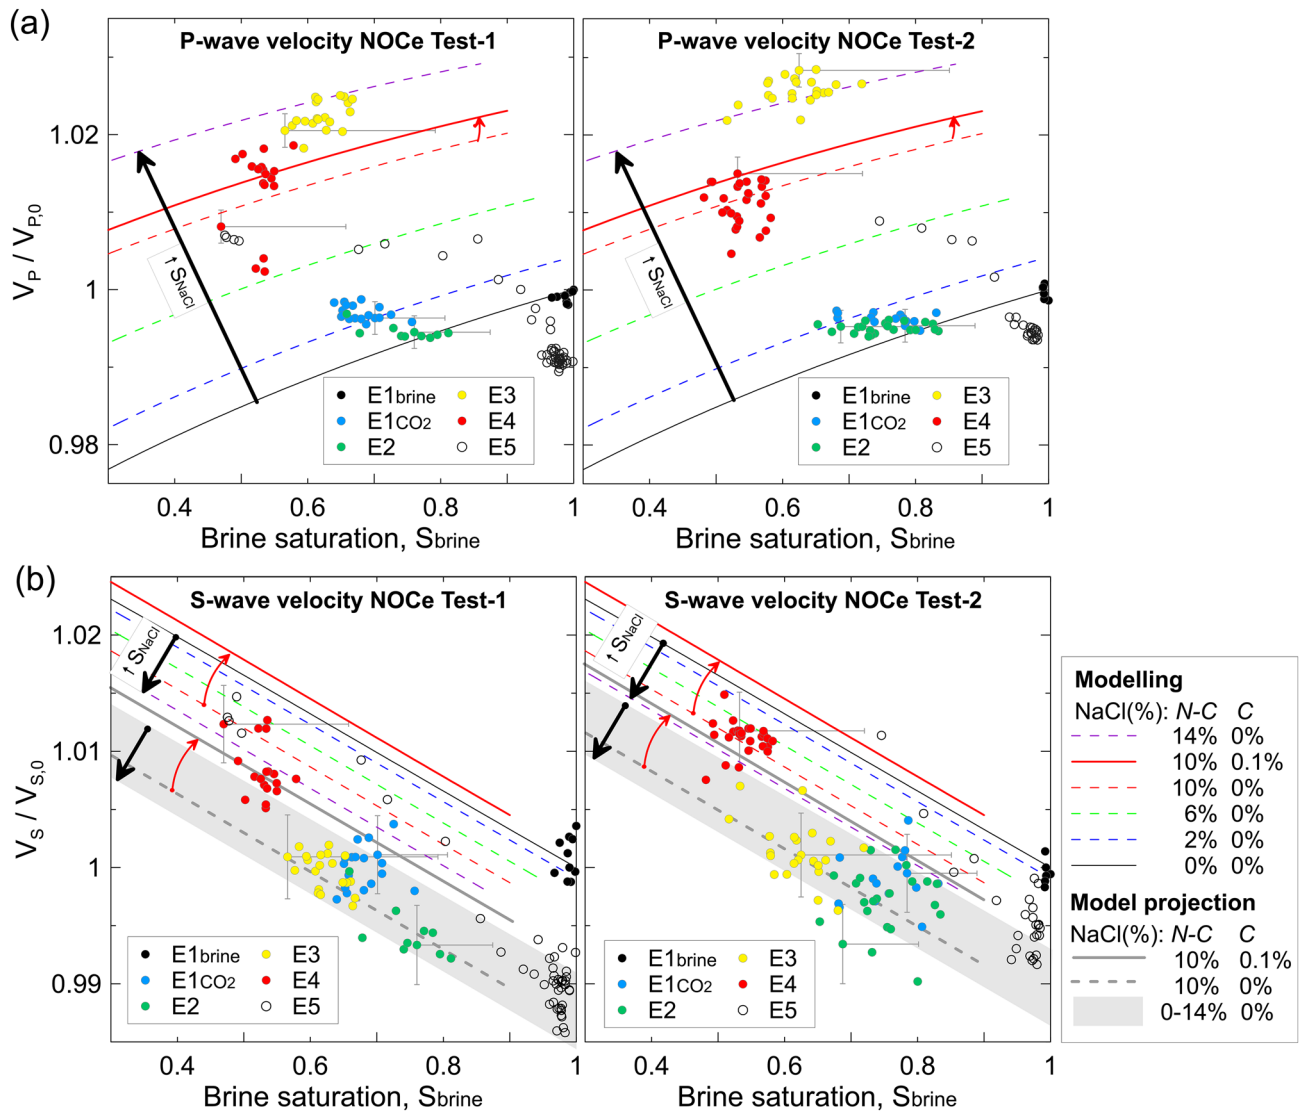 (a)
P-wave velocity NOCe Test-1
P-wave velocity NOCe Test-2
1.02
1
0.98
VP / VP,0
↑ SNaCl
↑ SNaCl
E1brine
E3
E1CO2
E4
E2
E5
E1brine
E3
E1CO2
E4
E2
E5
0.4
0.6
0.8
1
0.4
0.6
0.8
1
Brine saturation, Sbrine
Brine saturation, Sbrine
(b)
S-wave velocity NOCe Test-1
S-wave velocity NOCe Test-2
1.02
1.01
1
0.99
VS / VS,0
↑ SNaCl
↑ SNaCl
E1brine
E3
E1CO2
E4
E2
E5
E1brine
E3
E1CO2
E4
E2
E5
0.4
0.6
0.8
1
0.4
0.6
0.8
1
Brine saturation, Sbrine
Brine saturation, Sbrine
Modelling
NaCl(%): N-C C
14% 0%
10% 0.1%
10% 0%
6% 0%
2% 0%
0% 0%
Model projection
NaCl(%): N-C C
10% 0.1%
10% 0%
0-14% 0%